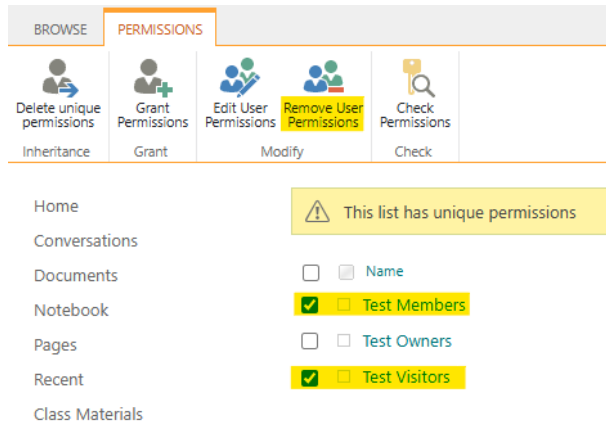 BROWSE
PERMISSIONS
Delete unique
permissions
Grant
Permissions
Edit User
Permissions
Remove User
Permissions
Check
Permissions
Inheritance
Grant
Modify
Check
Home
Conversations
Documents
Notebook
Pages
Recent
Class Materials
This list has unique permissions
Name
Test Members
Test Owners
Test Visitors